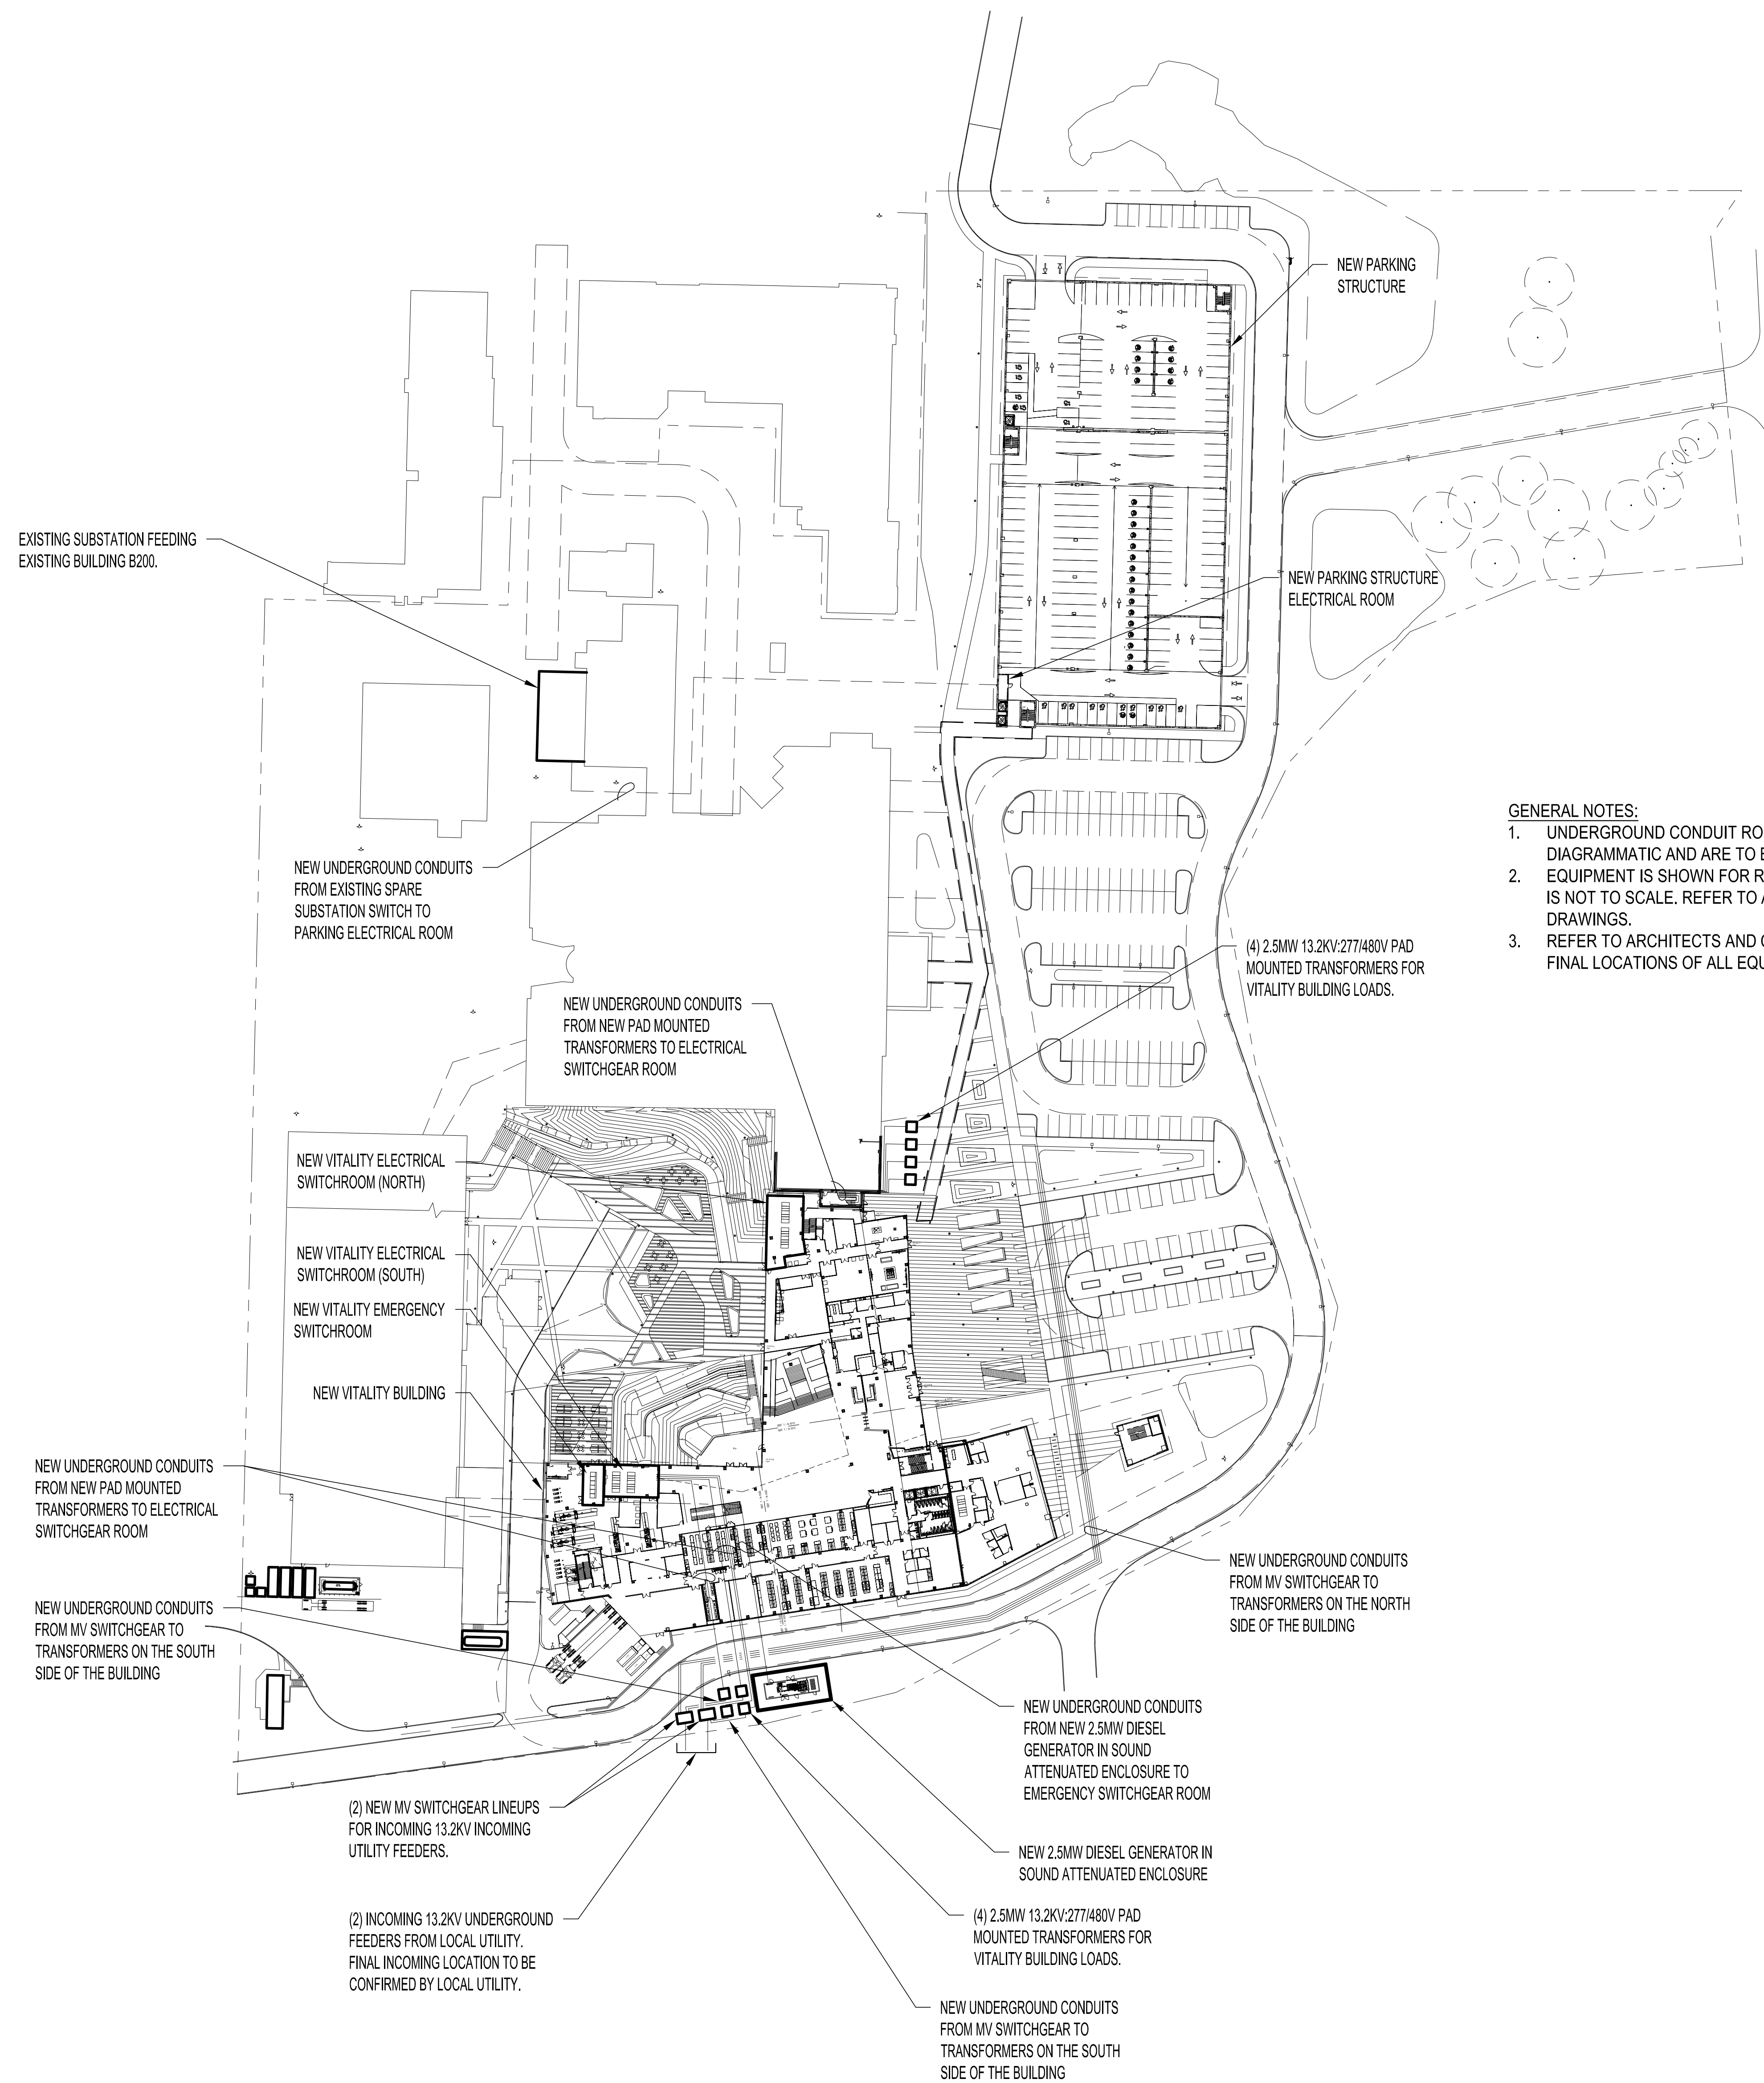 NEW PARKING
STRUCTURE
EXISTING SUBSTATION FEEDING
EXISTING BUILDING B200.
NEW PARKING STRUCTURE
ELECTRICAL ROOM
GENERAL NOTES:
1. UNDERGROUND CONDUIT RO
DIAGRAMMATIC AND ARE TO
2. EQUIPMENT IS SHOWN FOR R
IS NOT TO SCALE. REFER TO A
DRAWINGS.
3. REFER TO ARCHITECTS AND
FINAL LOCATIONS OF ALL EQU
NEW UNDERGROUND CONDUITS
FROM EXISTING SPARE
SUBSTATION SWITCH TO
PARKING ELECTRICAL ROOM
(4) 2.5MW 13.2KV:277/480V PAD
MOUNTED TRANSFORMERS FOR
VITALITY BUILDING LOADS.
NEW UNDERGROUND CONDUITS
FROM NEW PAD MOUNTED
TRANSFORMERS TO ELECTRICAL
SWITCHGEAR ROOM
NEW VITALITY ELECTRICAL
SWITCHROOM (NORTH)
NEW VITALITY ELECTRICAL
SWITCHROOM (SOUTH)
NEW VITALITY EMERGENCY
SWITCHROOM
NEW VITALITY BUILDING
NEW UNDERGROUND CONDUITS
FROM NEW PAD MOUNTED
TRANSFORMERS TO ELECTRICAL
SWITCHGEAR ROOM
NEW UNDERGROUND CONDUITS
FROM MV SWITCHGEAR TO
TRANSFORMERS ON THE NORTH
SIDE OF THE BUILDING
NEW UNDERGROUND CONDUITS
FROM MV SWITCHGEAR TO
TRANSFORMERS ON THE SOUTH
SIDE OF THE BUILDING
NEW UNDERGROUND CONDUITS
FROM NEW 2.5MW DIESEL
GENERATOR IN SOUND
ATTENUATED ENCLOSURE TO
EMERGENCY SWITCHGEAR ROOM
(2) NEW MV SWITCHGEAR LINEUPS
FOR INCOMING 13.2KV INCOMING
UTILITY FEEDERS.
NEW 2.5MW DIESEL GENERATOR IN
SOUND ATTENUATED ENCLOSURE
(2) INCOMING 13.2KV UNDERGROUND
FEEDERS FROM LOCAL UTILITY.
FINAL INCOMING LOCATION TO BE
CONFIRMED BY LOCAL UTILITY.
(4) 2.5MW 13.2KV:277/480V PAD
MOUNTED TRANSFORMERS FOR
VITALITY BUILDING LOADS.
NEW UNDERGROUND CONDUITS
FROM MV SWITCHGEAR TO
TRANSFORMERS ON THE SOUTH
SIDE OF THE BUILDING